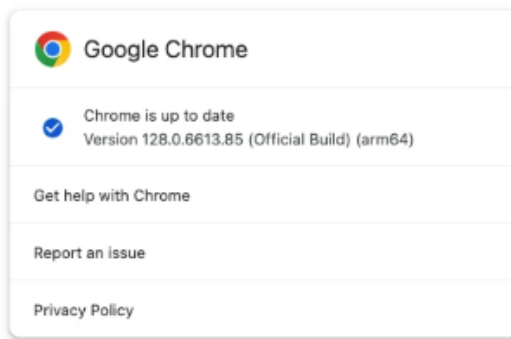 Google Chrome
Chrome is up to date
Version 128.0.6613.85 (Official Build) (arm64)
Get help with Chrome
Report an issue
Privacy Policy